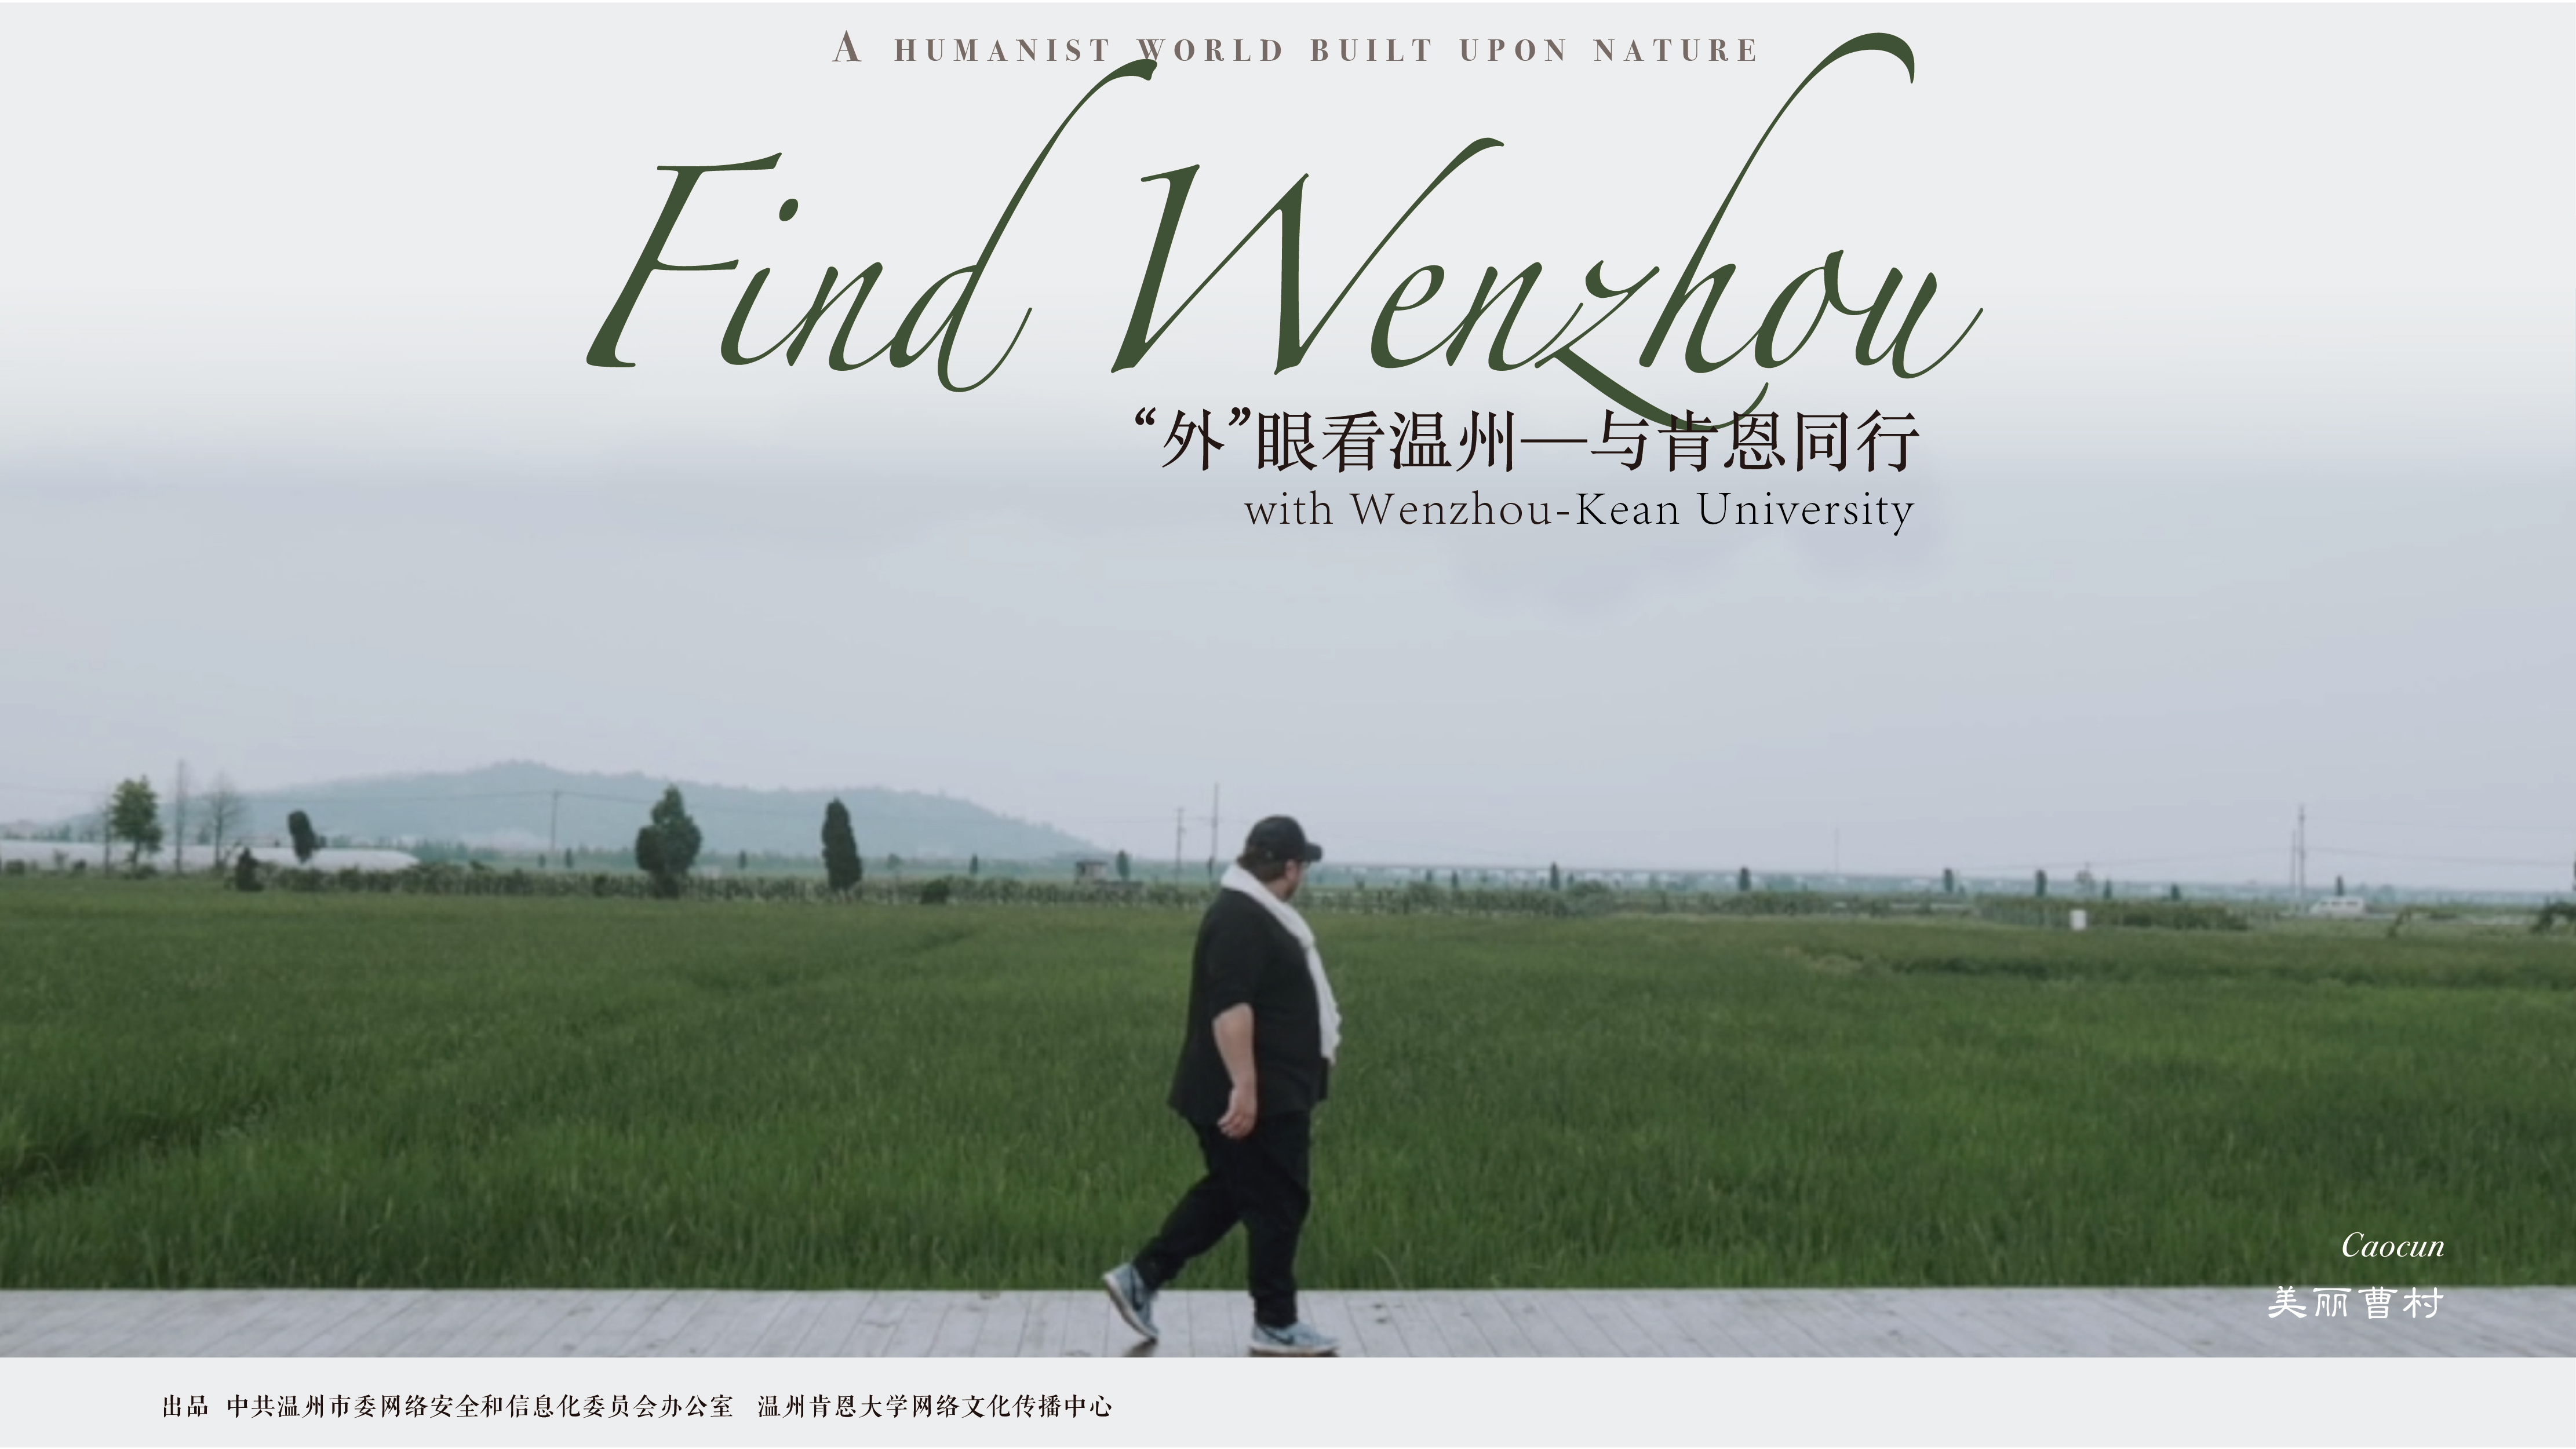 A HUMANIST WORLD BUILT UPON NATURE
Find Wenzhou
“外”眼看温州—与肯恩同行
with Wenzhou-Kean University
Caocun
美丽曹村
出品 中共温州市委网络安全和信息化委员会办公室 温州肯恩大学网络文化传播中心